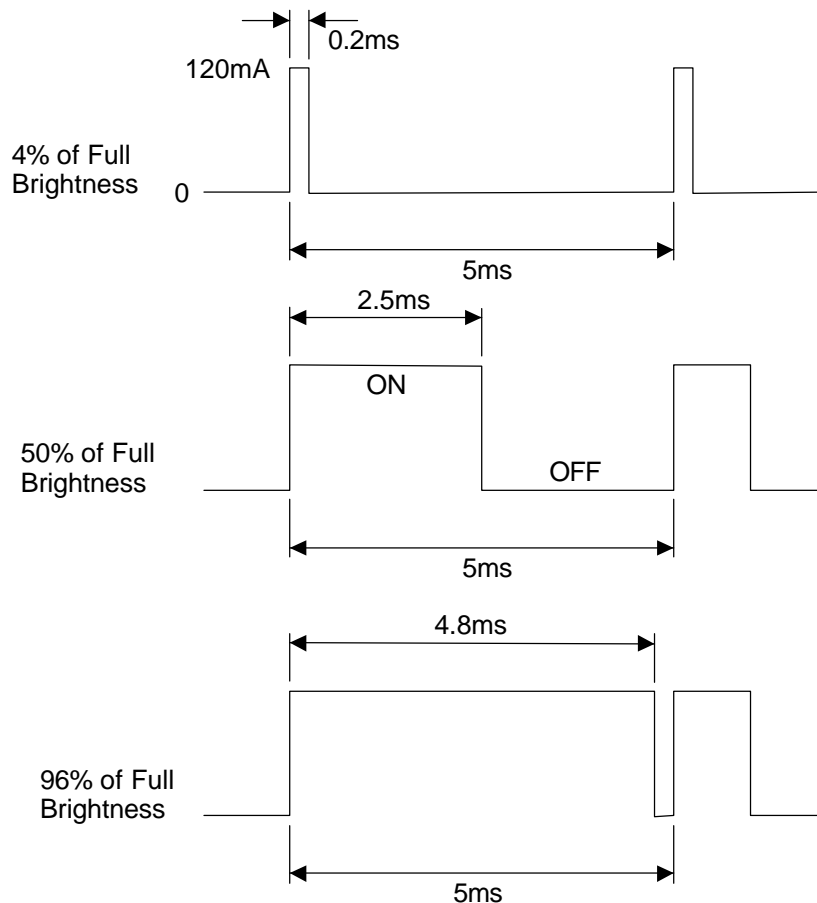 0.2ms
120mA
4% of Full
Brightness
0
5ms
2.5ms
ON
50% of Full
Brightness
OFF
5ms
4.8ms
96% of Full
Brightness
5ms